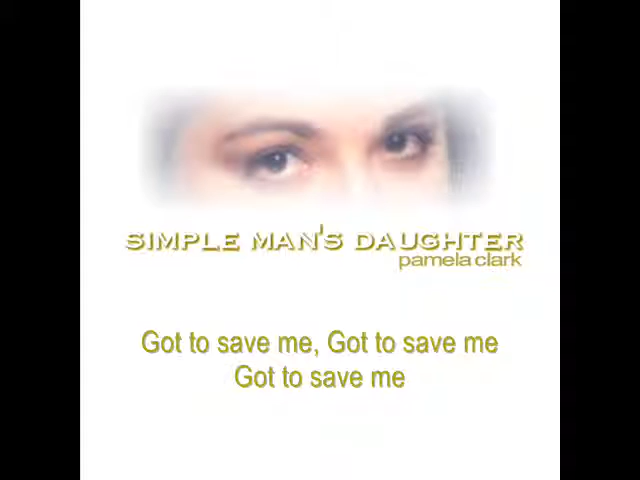 SIMPLE MAN'S DAUGHTER
pamela clark
Got to save me, Got to save me
Got to save me